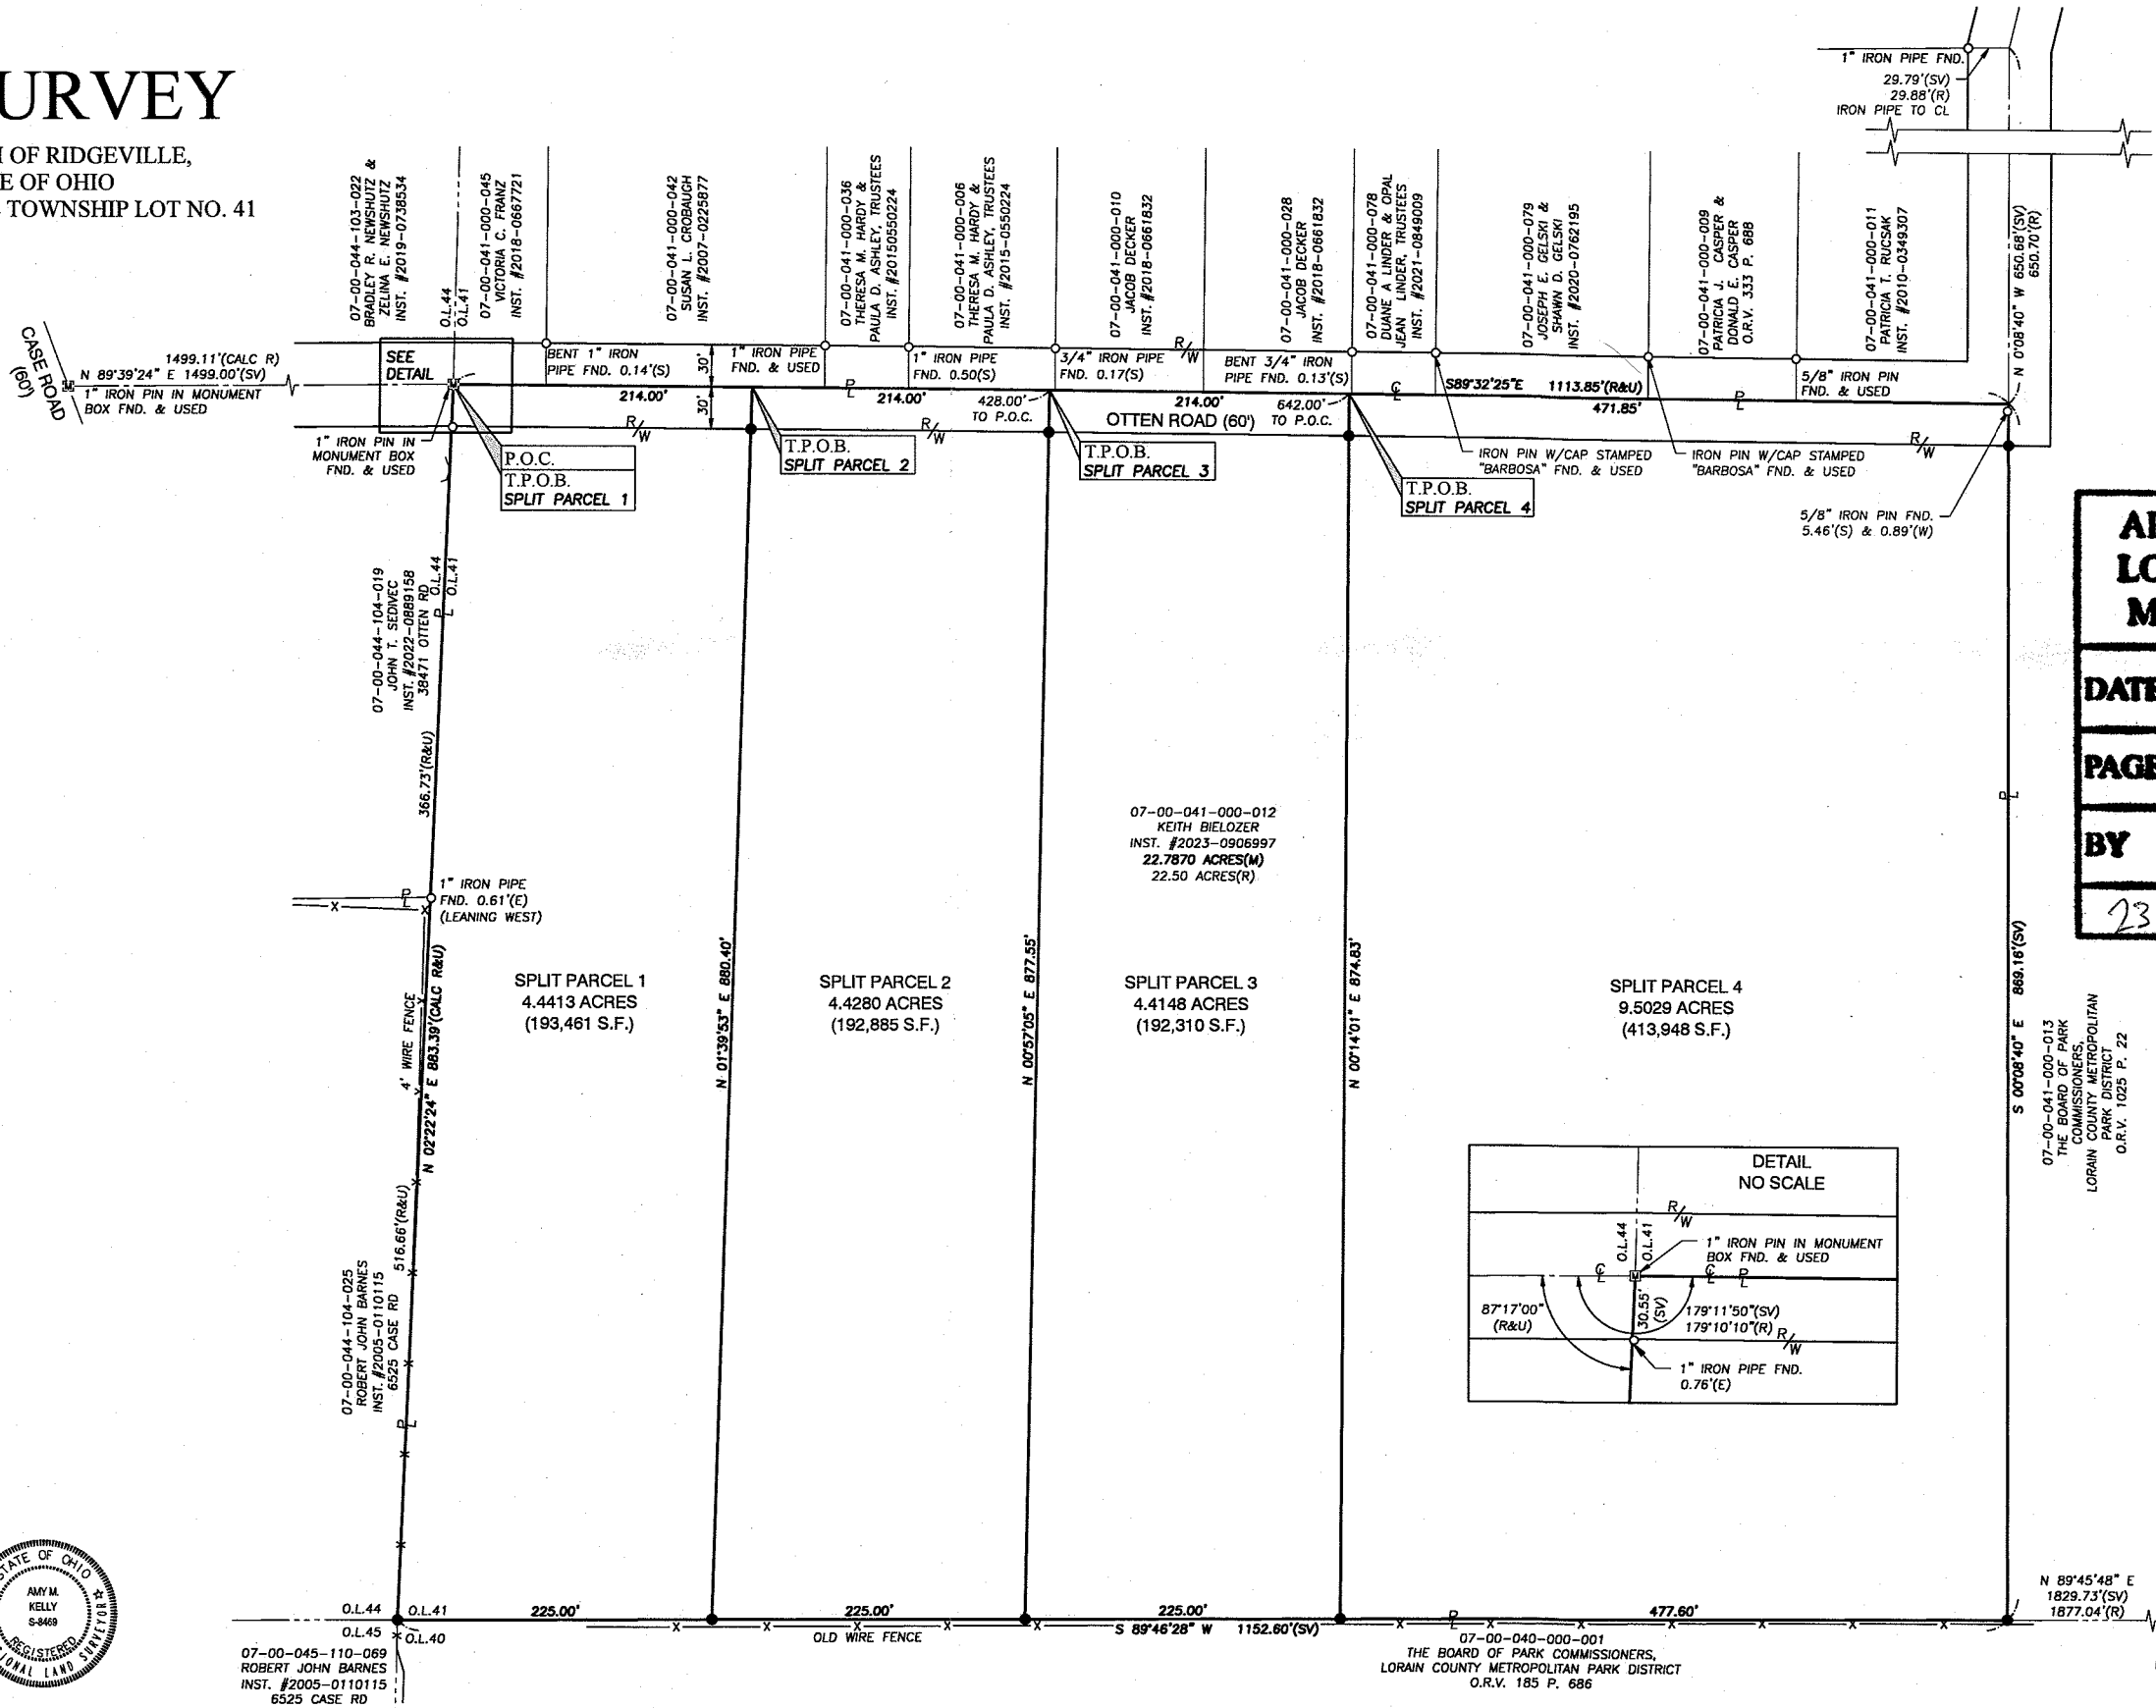 URVEY
OF RIDGEVILLE,
E OF OHIO
TOWNSHIP LOT NO. 41
CASE ROAD
(60')
1499.11'(CALC R)
N 89°39'24" E 1499.00'(SV)
1" IRON PIN IN MONUMENT
BOX FND. & USED
07-00-044-103-022
BRADLEY R. NEWSHUTZ &
ZELINA E. NEWSHUTZ
INST. #2019-0738534
O.L.44
O.L.41
07-00-041-000-045
VICTORIA C. FRANZ
INST. #2018-0667721
07-00-041-000-042
SUSAN L. CROBAUGH
INST. #2007-0225877
07-00-041-000-036
THERESA M. HARDY &
PAULA D. ASHLEY, TRUSTEES
INST. #20150550224
07-00-041-000-006
THERESA M. HARDY &
PAULA D. ASHLEY, TRUSTEES
INST. #2015-0550224
07-00-041-000-010
JACOB DECKER
INST. #2018-0661832
07-00-041-000-028
JACOB DECKER
INST. #2018-0661832
07-00-041-000-078
DUANE A LINDER & OPAL
JEAN LINDER, TRUSTEES
INST. #2021-0849009
07-00-041-000-079
JOSEPH E. GELSKI &
SHAWN D. GELSKI
INST. #2020-0762195
07-00-041-000-009
PATRICIA J. CASPER &
DONALD E. CASPER
O.R.V. 333 P. 688
07-00-041-000-011
PATRICIA T. RUCSAK
INST. #2010-0349307
1" IRON PIPE FND.
29.79'(SV)
29.88'(R)
IRON PIPE TO CL
N 0°08'40" W 650.68'(SV)
650.70'(R)
SEE
DETAIL
M
BENT 1" IRON
PIPE FND. 0.14'(S)
30'
30'
1" IRON PIPE
FND. & USED
1" IRON PIPE
FND. 0.50(S)
3/4" IRON PIPE
FND. 0.17(S)
R/W
BENT 3/4" IRON
PIPE FND. 0.13'(S)
S89°32'25"E 1113.85'(R&U)
5/8" IRON PIN
FND. & USED
214.00'
PL
214.00'
428.00'
TO P.O.C.
214.00'
642.00'
TO P.O.C.
CL
471.85'
PL
R/W
R/W
OTTEN ROAD (60')
R/W
1" IRON PIN IN
MONUMENT BOX
FND. & USED
P.O.C.
T.P.O.B.
SPLIT PARCEL 1
T.P.O.B.
SPLIT PARCEL 2
T.P.O.B.
SPLIT PARCEL 3
T.P.O.B.
SPLIT PARCEL 4
IRON PIN W/CAP STAMPED
"BARBOSA" FND. & USED
IRON PIN W/CAP STAMPED
"BARBOSA" FND. & USED
5/8" IRON PIN FND.
5.46'(S) & 0.89'(W)
07-00-044-104-019
JOHN T. SEDIVEC
INST. #2022-0889158
38471 OTTEN RD
P L
O.L.44
O.L.41
366.73'(R&U)
1" IRON PIPE
FND. 0.61'(E)
(LEANING WEST)
PL
4' WIRE FENCE
N 02°22'24" E 883.39'(CALC R&U)
516.66'(R&U)
07-00-044-104-025
ROBERT JOHN BARNES
INST. #2005-0110115
6525 CASE RD
P L
SPLIT PARCEL 1
4.4413 ACRES
(193,461 S.F.)
N 01°39'53" E 880.40'
SPLIT PARCEL 2
4.4280 ACRES
(192,885 S.F.)
N 00°57'05" E 877.55'
07-00-041-000-012
KEITH BIELOZER
INST. #2023-0906997
22.7870 ACRES(M)
22.50 ACRES(R)
SPLIT PARCEL 3
4.4148 ACRES
(192,310 S.F.)
N 00°14'01" E 874.83'
SPLIT PARCEL 4
9.5029 ACRES
(413,948 S.F.)
P L
S 00°08'40" E 869.16'(SV)
07-00-041-000-013
THE BOARD OF PARK
COMMISSIONERS,
LORAIN COUNTY METROPOLITAN
PARK DISTRICT
O.R.V. 1025 P. 22
LO
M
DATE
PAGE
BY
23
DETAIL
NO SCALE
R/W
O.L.44
O.L.41
1" IRON PIN IN MONUMENT
BOX FND. & USED
CL
M
CL
PL
87°17'00"
(R&U)
30.55'
(SV)
179°11'50"(SV)
179°10'10"(R)
R/W
1" IRON PIPE FND.
0.76'(E)
STATE OF OHIO
AMY M.
KELLY
S-8469
REGISTERED
IONAL LAND SURVEYOR
O.L.44
O.L.41
O.L.45
O.L.40
225.00'
225.00'
225.00'
477.60'
OLD WIRE FENCE
S 89°46'28" W 1152.60'(SV)
PL
N 89°45'48" E
1829.73'(SV)
1877.04'(R)
07-00-045-110-069
ROBERT JOHN BARNES
INST. #2005-0110115
6525 CASE RD
07-00-040-000-001
THE BOARD OF PARK COMMISSIONERS,
LORAIN COUNTY METROPOLITAN PARK DISTRICT
O.R.V. 185 P. 686